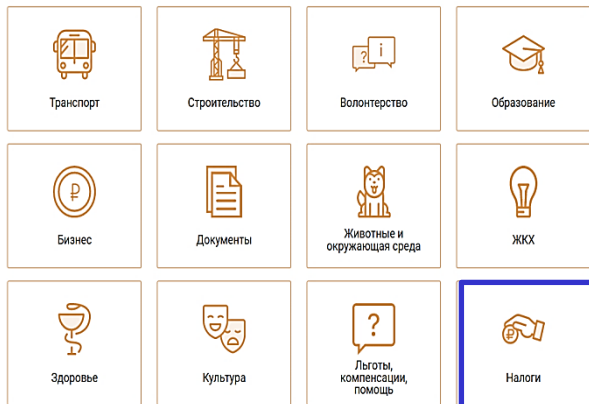 Транспорт
Строительство
Волонтерство
Образование
Бизнес
Документы
Животные и
окружающая среда
ЖКХ
Здоровье
Культура
Льготы,
компенсации,
помощь
Налоги